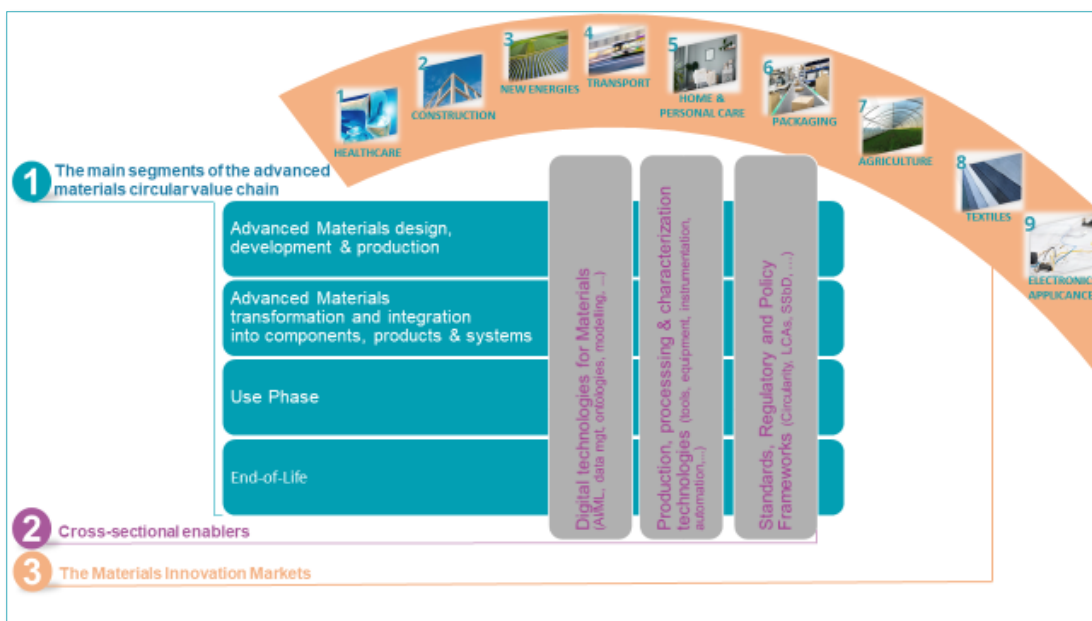 1
HEALTHCARE
2
CONSTRUCTION
3
NEW ENERGIES
4
TRANSPORT
5
HOME &
PERSONAL CARE
6
PACKAGING
7
AGRICULTURE
8
TEXTILES
9
ELECTRONIC
APPLICANCE
1
The main segments of the advanced
materials circular value chain
Advanced Materials design,
development & production
Advanced Materials
transformation and integration
into components, products & systems
Use Phase
End-of-Life
Digital technologies for Materials
(AI/ML, data mgt, ontologies, modelling, ...)
Production, processsing & characterization
technologies (tools, equipment, instrumentation,
automation,...)
Standards, Regulatory and Policy
Frameworks (Circularity, LCAs, SSbD, ...)
2
Cross-sectional enablers
3
The Materials Innovation Markets